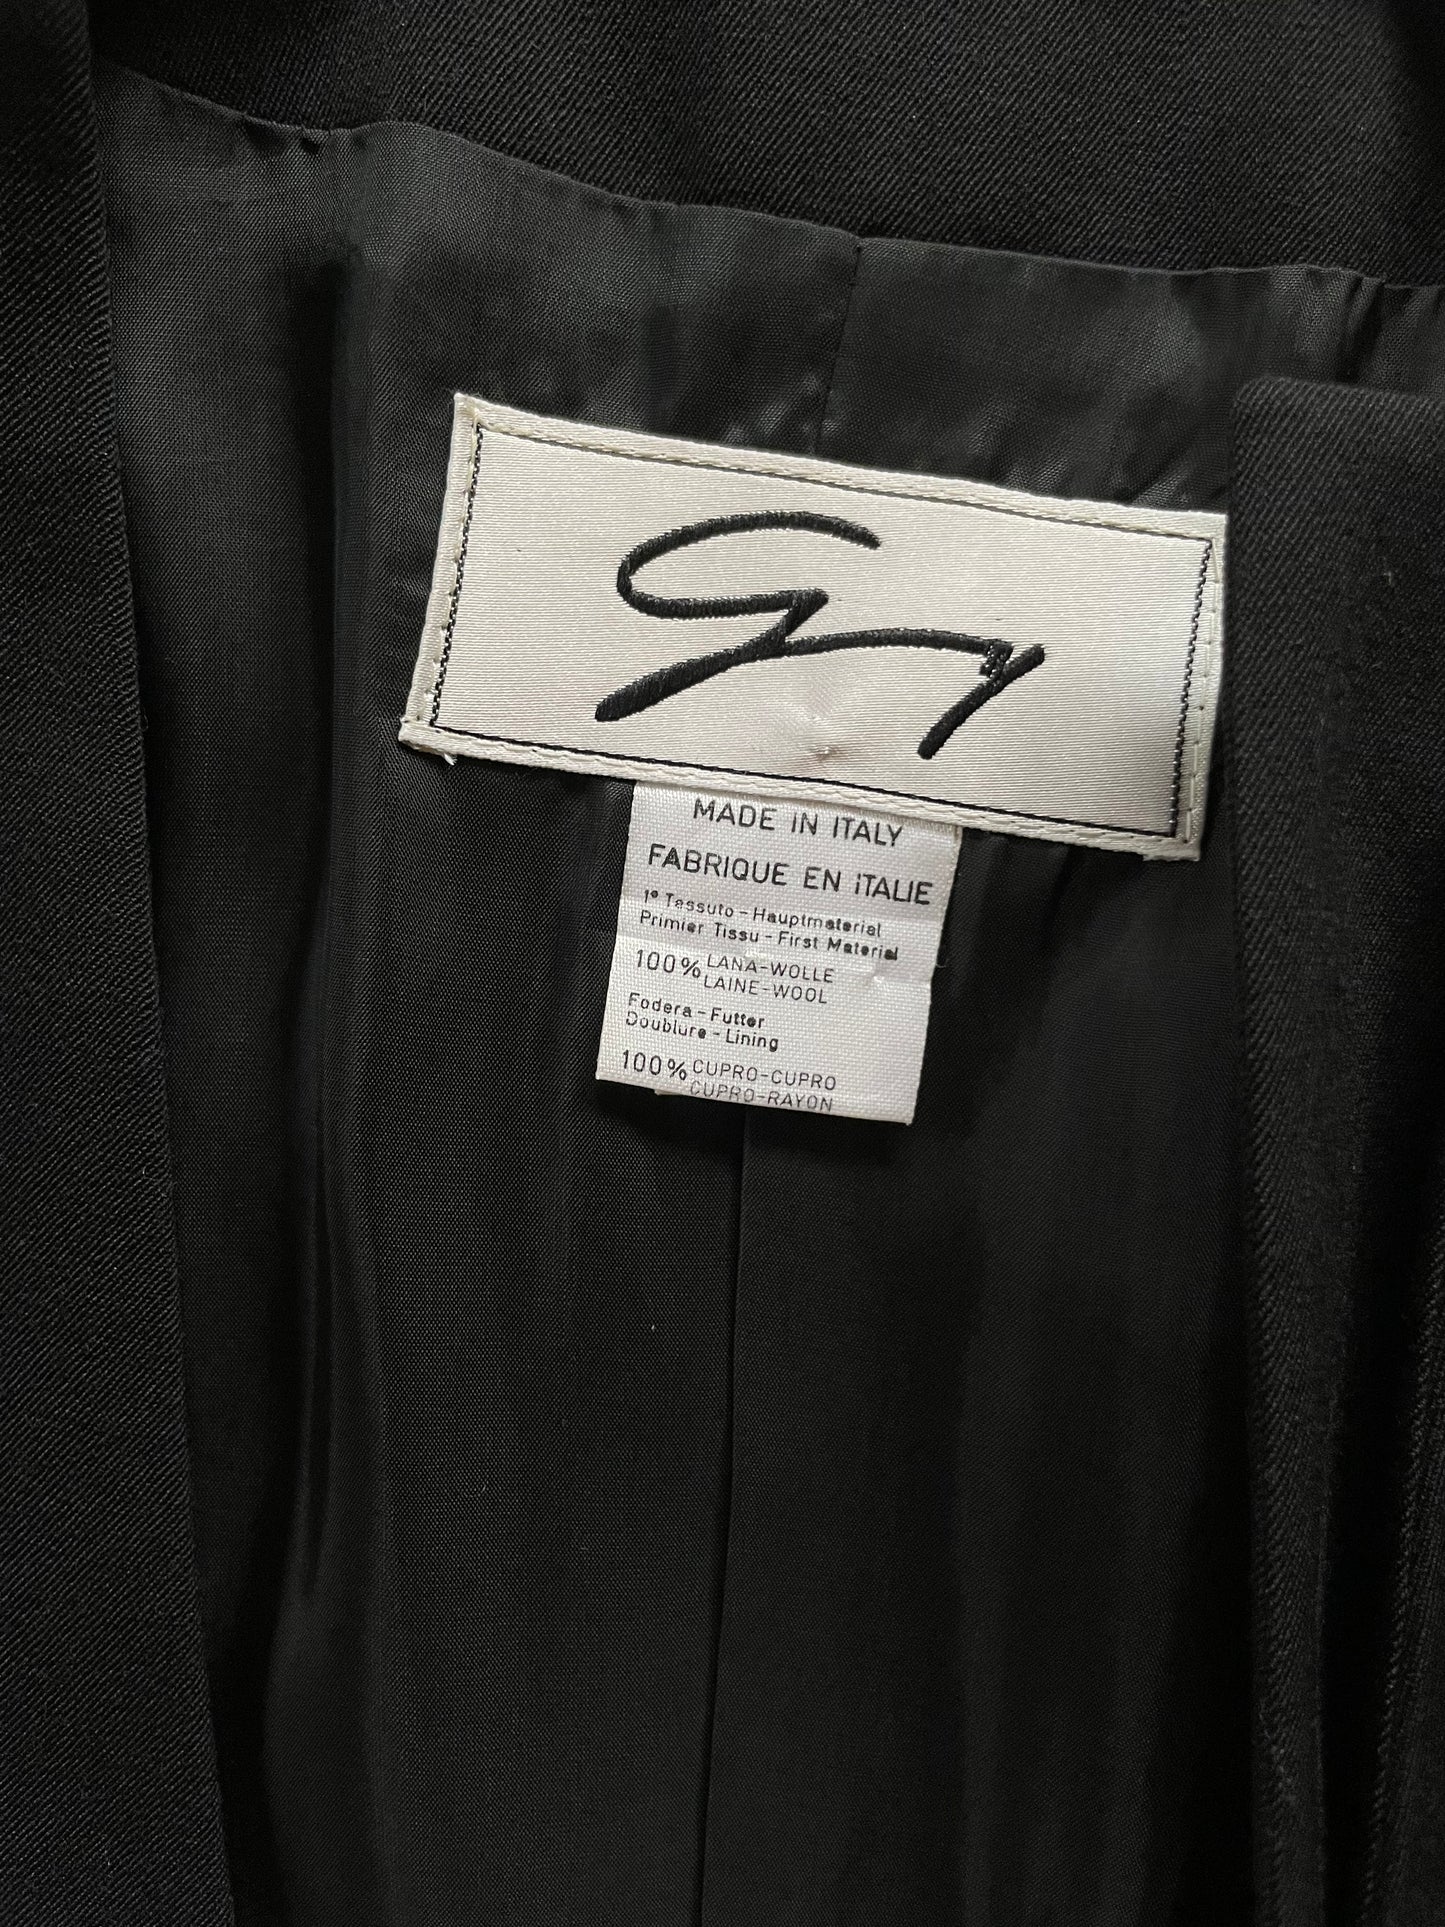 MADE IN ITALY
FABRIQUE EN ITALIE
1º Tessuto - Hauptmaterial
Primier Tissu - First Material
100% LANA-WOLLE
LAINE-WOOL
Fodera - Futter
Doublure - Lining
100% CUPRO-CUPRO
CUPRO-RAYON